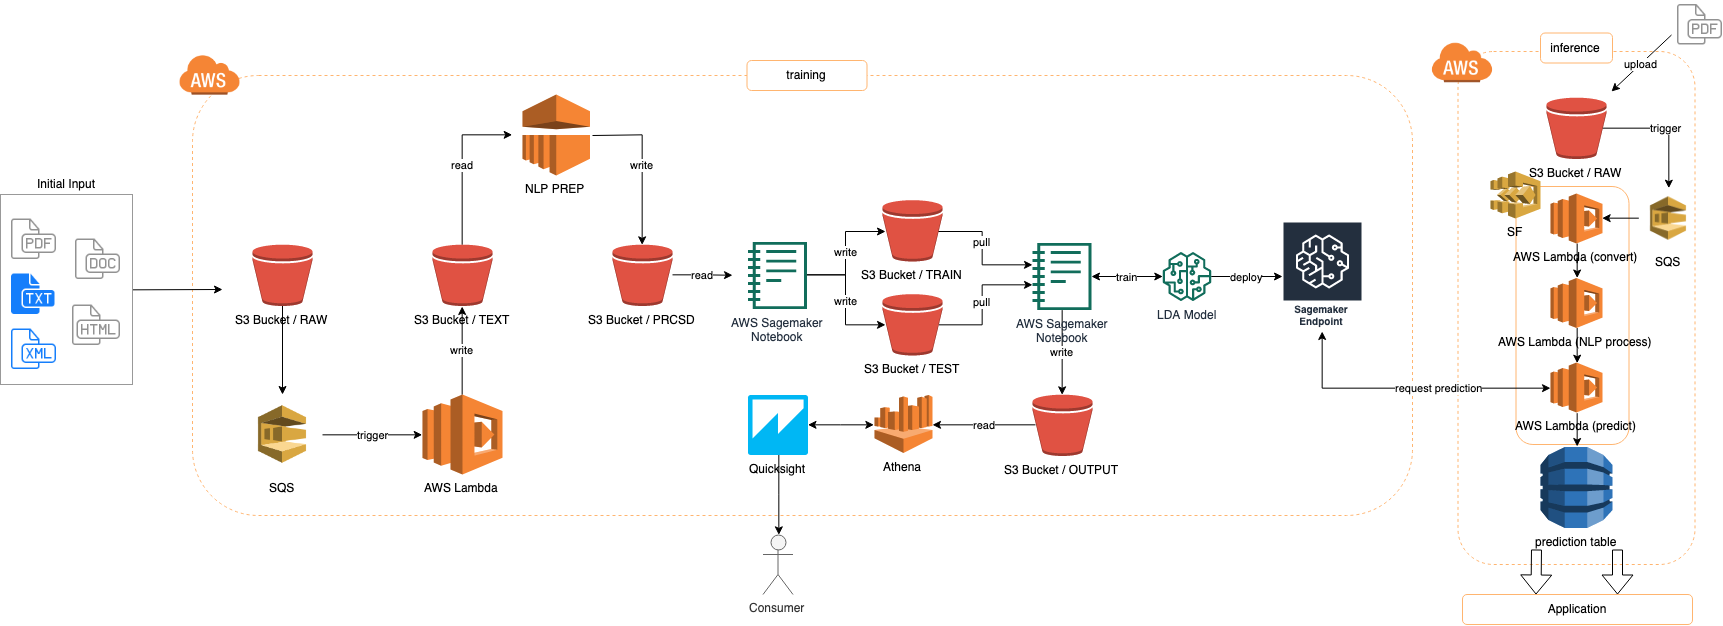 Initial Input
PDF
DOC
TXT
HTML
XML
AWS
training
S3 Bucket / RAW
SQS
trigger
AWS Lambda
write
S3 Bucket / TEXT
read
NLP PREP
write
S3 Bucket / PRCSD
read
AWS Sagemaker
Notebook
write
write
S3 Bucket / TRAIN
S3 Bucket / TEST
pull
pull
AWS Sagemaker
Notebook
train
LDA Model
deploy
Sagemaker
Endpoint
write
S3 Bucket / OUTPUT
read
Athena
Quicksight
Consumer
request prediction
AWS
inference
PDF
upload
S3 Bucket / RAW
trigger
SQS
SF
AWS Lambda (convert)
AWS Lambda (NLP process)
AWS Lambda (predict)
prediction table
Application